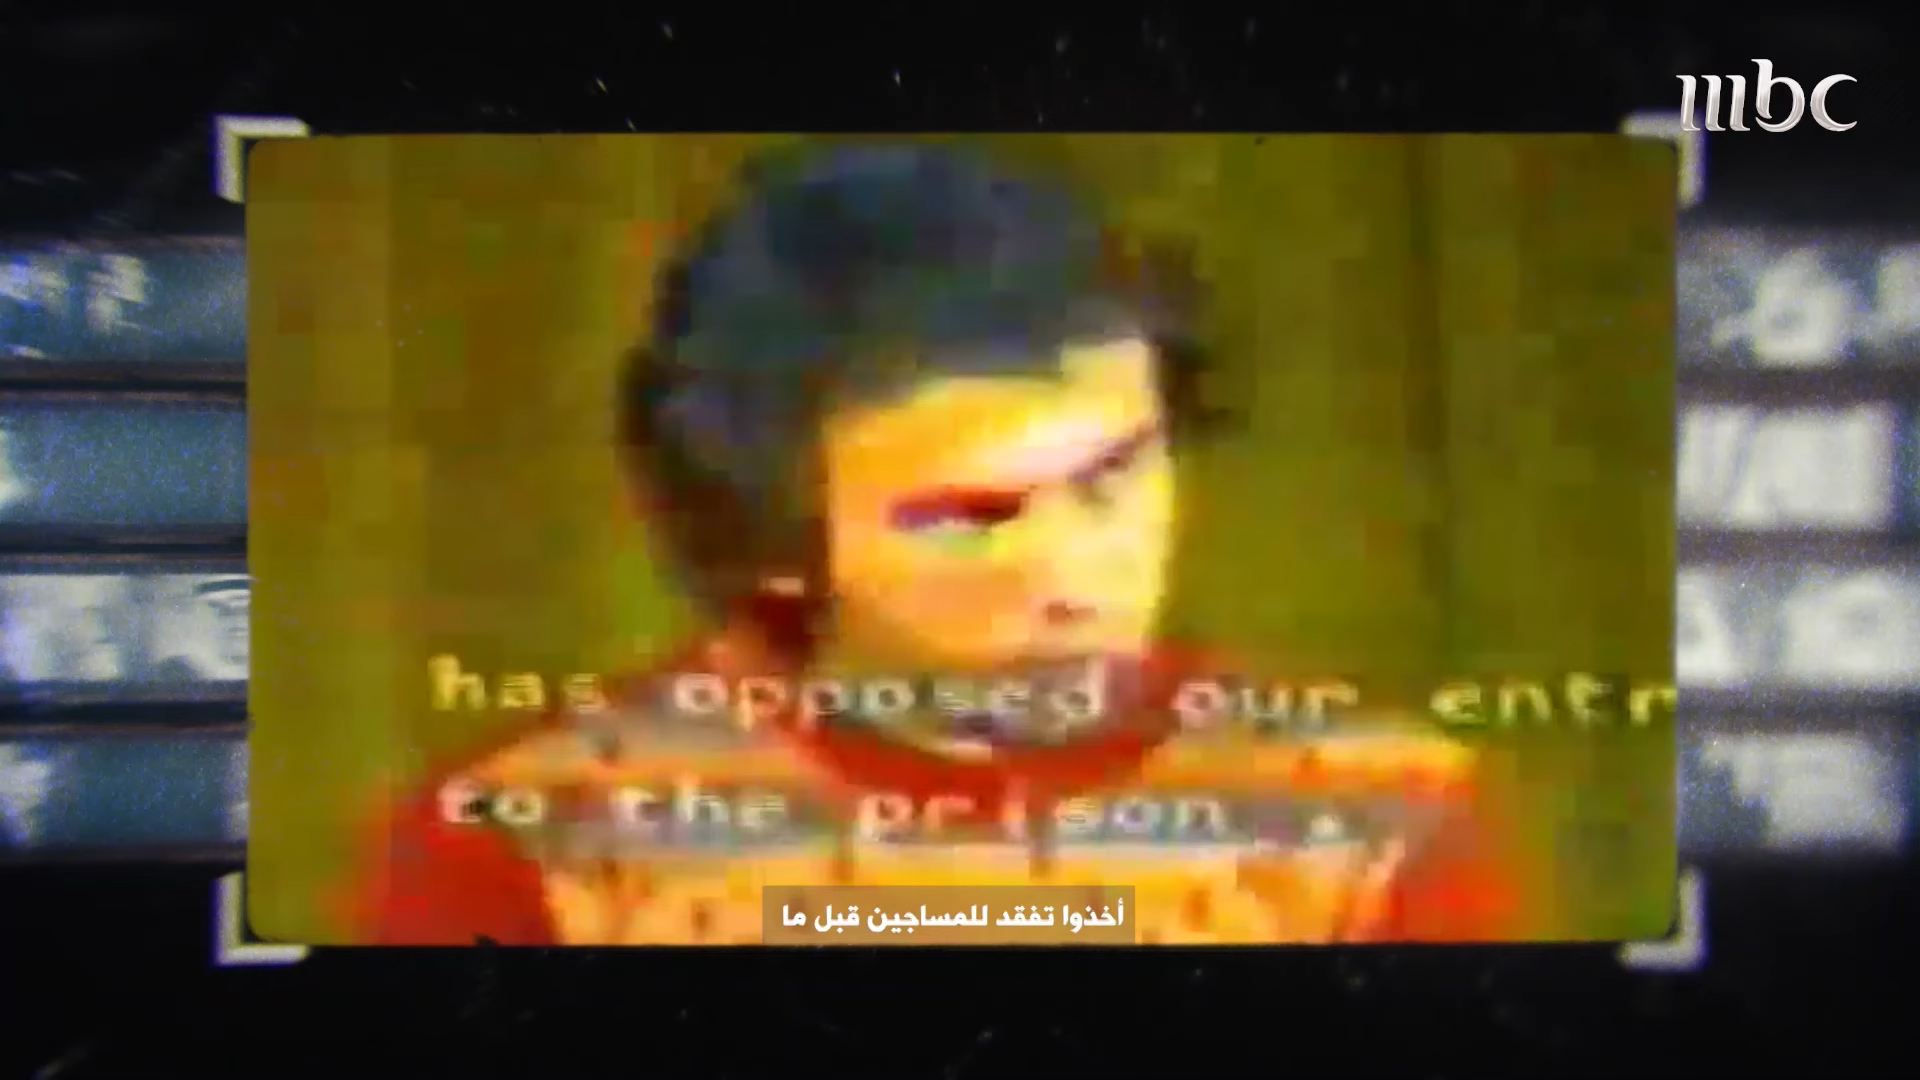 mbc
has opposed our entr
to the prison .
أخذوا تفقد للمساجين قبل ما